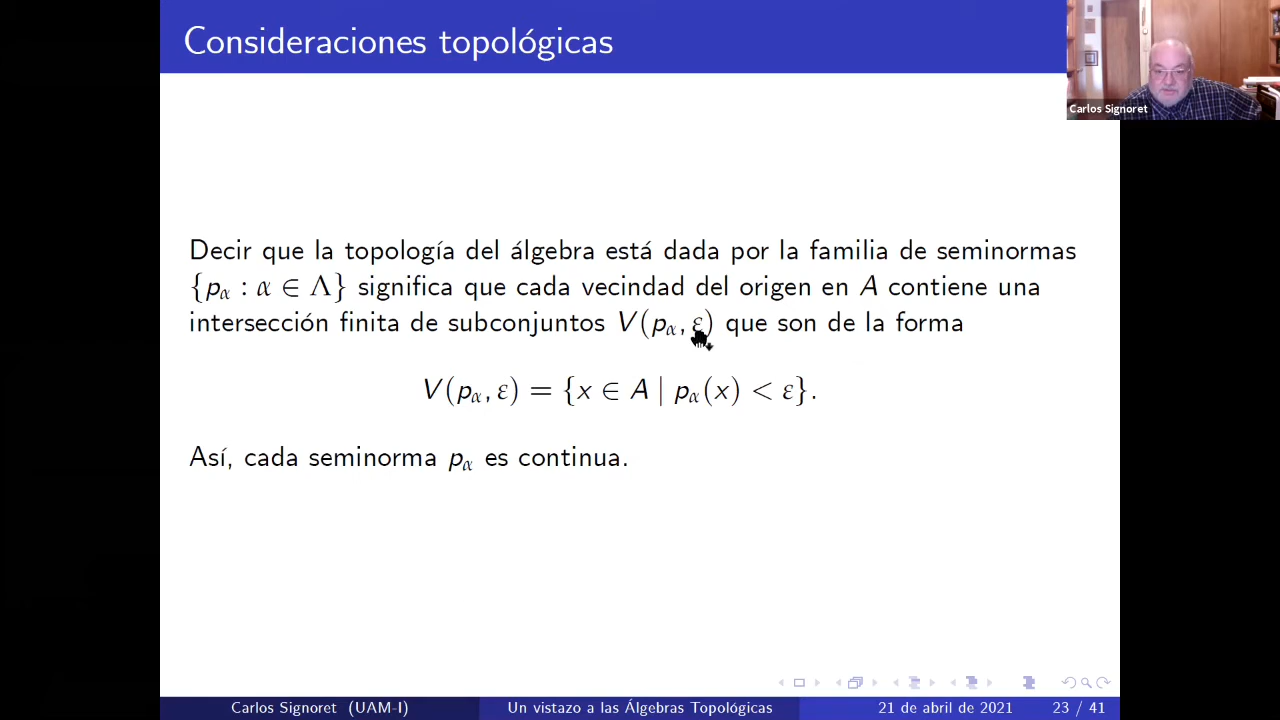 Consideraciones topológicas
Carlos Signoret
Decir que la topología del álgebra está dada por la familia de seminormas
{pα : α ∈ Λ} significa que cada vecindad del origen en A contiene una
intersección finita de subconjuntos V(pα, ε) que son de la forma
V(pα, ε) = {x ∈ A | pα(x) < ε}.
Así, cada seminorma pα es continua.
Carlos Signoret (UAM-I) Un vistazo a las Álgebras Topológicas 21 de abril de 2021 23 / 41